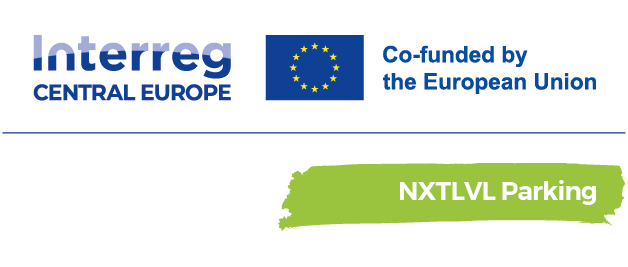 Interreg
CENTRAL EUROPE
Co-funded by
the European Union
NXTLVL Parking